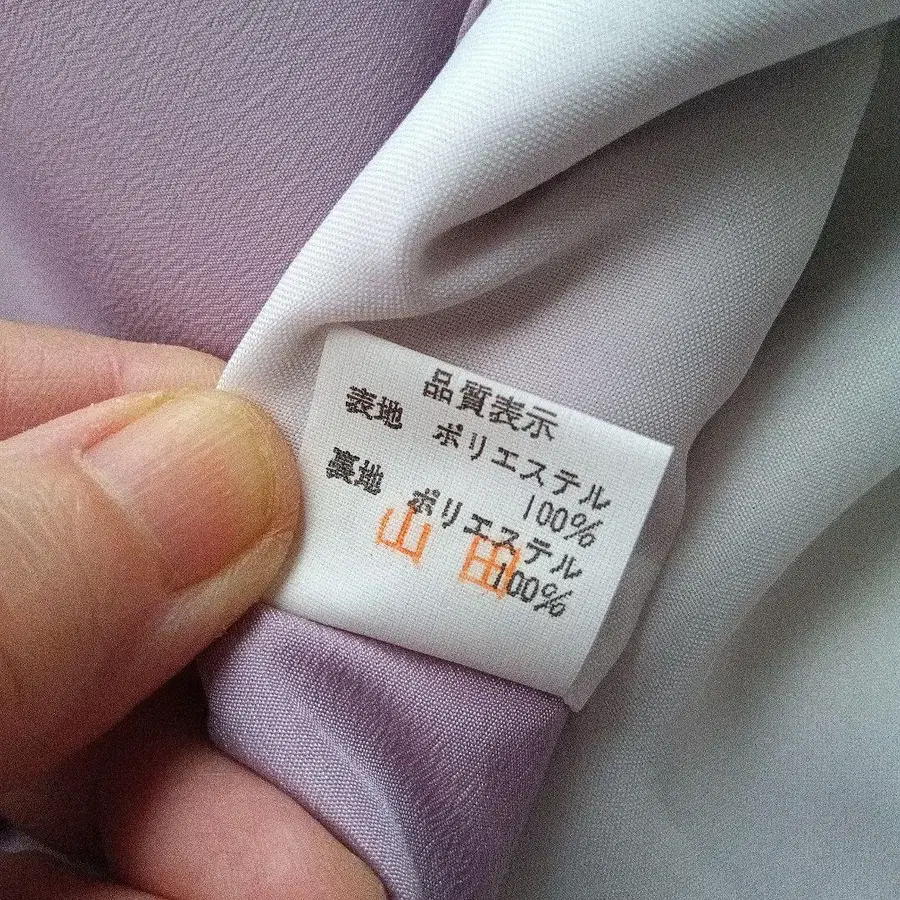 品質表示
表地 ポリエステル
100%
裏地 ポリエステル
100%
山田